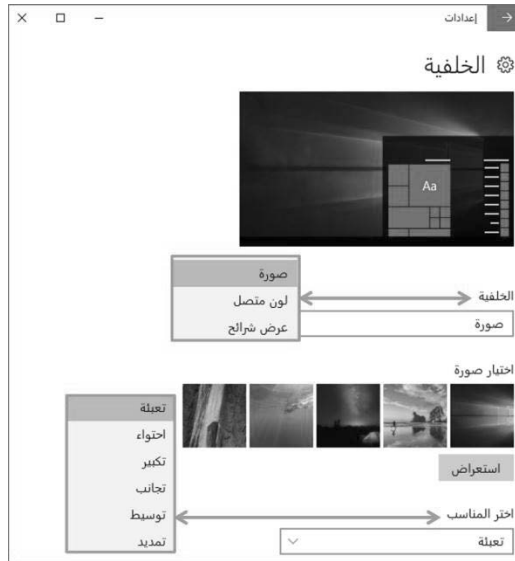 إعدادات
الخلفية
Aa
صورة
لون متصل
عرض شرائح
الخلفية
صورة
اختيار صورة
تعبئة
احتواء
تكبير
تجانب
توسيط
تمديد
استعراض
اختر المناسب
تعبئة